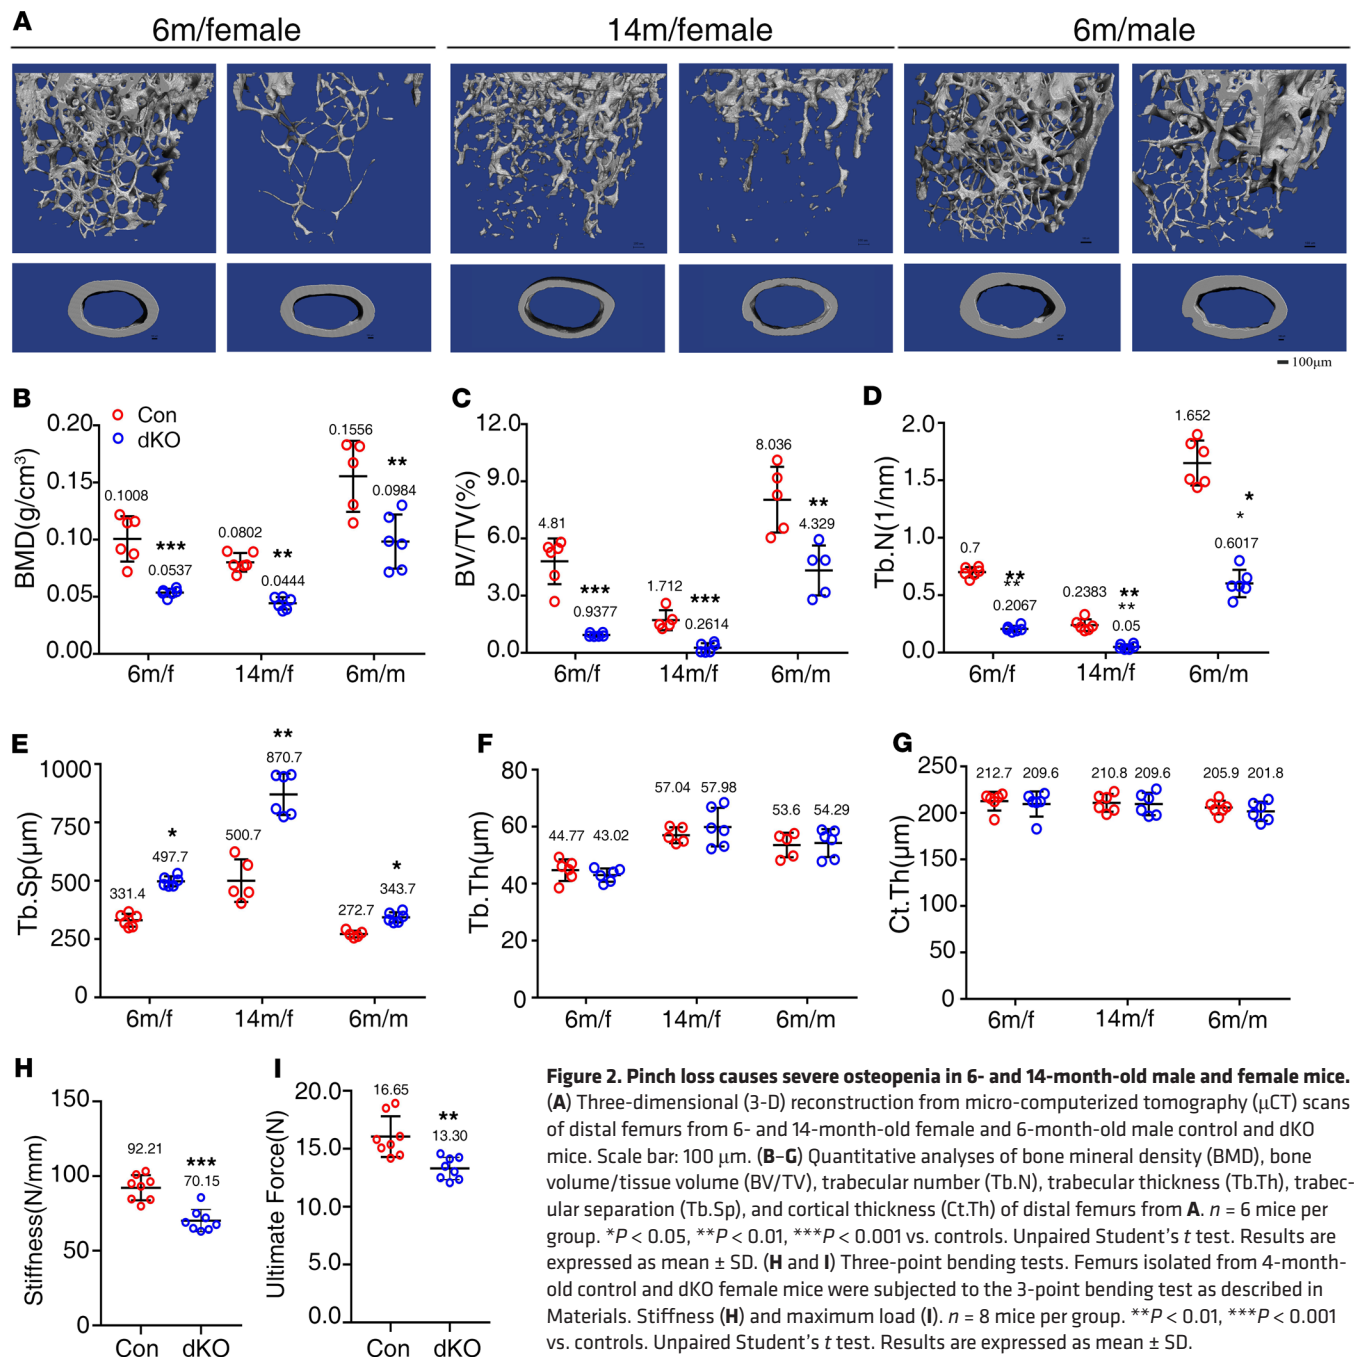 A
6m/female 14m/female 6m/male
100µm
B
Con
dKO
BMD(g/cm³)
0.20
0.15
0.10
0.05
0.00
0.1008
***
0.0537
0.0802
**
0.0444
0.1556
**
0.0984
6m/f 14m/f 6m/m
C
BV/TV(%)
12.0
9.0
6.0
3.0
0.0
4.81
***
0.9377
1.712
***
0.2614
8.036
**
4.329
6m/f 14m/f 6m/m
D
Tb.N(1/nm)
2.0
1.5
1.0
0.5
0.0
0.7
**
**
0.2067
0.2383
**
**
0.05
1.652
*
*
0.6017
6m/f 14m/f 6m/m
E
Tb.Sp(µm)
1000
750
500
250
0
331.4
*
497.7
500.7
**
870.7
272.7
*
343.7
6m/f 14m/f 6m/m
F
Tb.Th(µm)
80
60
40
20
0
44.77 43.02
57.04 57.98
53.6 54.29
6m/f 14m/f 6m/m
G
Ct.Th(µm)
250
200
150
100
50
0
212.7 209.6 210.8 209.6 205.9 201.8
6m/f 14m/f 6m/m
H
Stiffness(N/mm)
150
100
50
0
92.21
***
70.15
Con dKO
I
Ultimate Force(N)
20.0
15.0
10.0
5.0
0.0
16.65
**
13.30
Con dKO
Figure 2. Pinch loss causes severe osteopenia in 6- and 14-month-old male and female mice.
(A) Three-dimensional (3-D) reconstruction from micro-computerized tomography (µCT) scans
of distal femurs from 6- and 14-month-old female and 6-month-old male control and dKO
mice. Scale bar: 100 µm. (B–G) Quantitative analyses of bone mineral density (BMD), bone
volume/tissue volume (BV/TV), trabecular number (Tb.N), trabecular thickness (Tb.Th), trabec-
ular separation (Tb.Sp), and cortical thickness (Ct.Th) of distal femurs from A. n = 6 mice per
group. *P < 0.05, **P < 0.01, ***P < 0.001 vs. controls. Unpaired Student's t test. Results are
expressed as mean ± SD. (H and I) Three-point bending tests. Femurs isolated from 4-month-
old control and dKO female mice were subjected to the 3-point bending test as described in
Materials. Stiffness (H) and maximum load (I). n = 8 mice per group. **P < 0.01, ***P < 0.001
vs. controls. Unpaired Student's t test. Results are expressed as mean ± SD.